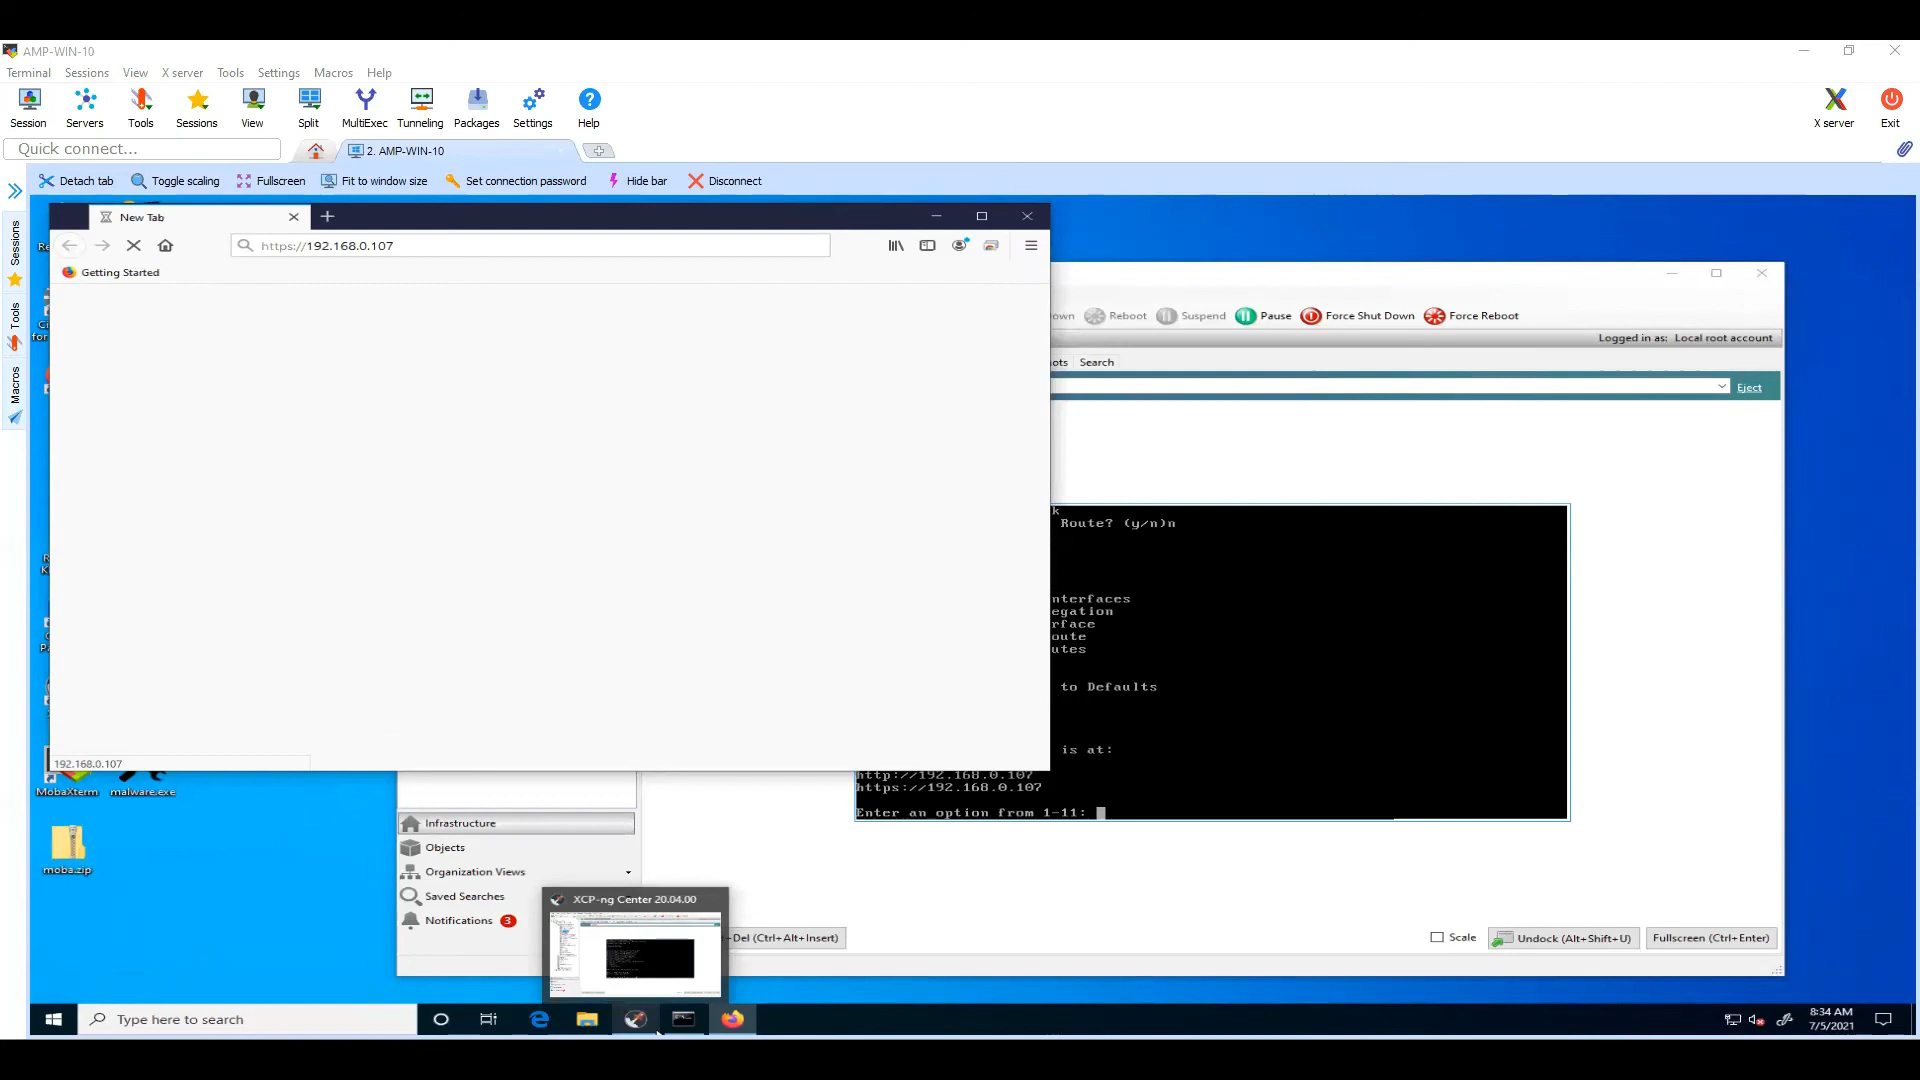 AMP-WIN-10
Terminal Sessions View X server Tools Settings Macros Help
Session Servers Tools Sessions View Split MultiExec Tunneling Packages Settings Help X server Exit
Quick connect... 2. AMP-WIN-10
Detach tab Toggle scaling Fullscreen Fit to window size Set connection password Hide bar Disconnect
Sessions
Tools
Macros
New Tab
https://192.168.0.107
Getting Started
192.168.0.107
own Reboot Suspend Pause Force Shut Down Force Reboot
Logged in as: Local root account
ots Search
Eject
k
Route? (y/n)n
nterfaces
egation
rface
oute
utes
to Defaults
is at:
http://192.168.0.107
https://192.168.0.107
Enter an option from 1-11:
MobaXterm malware.exe
moba.zip
Infrastructure
Objects
Organization Views
Saved Searches
Notifications 3
XCP-ng Center 20.04.00
+Del (Ctrl+Alt+Insert)
Scale Undock (Alt+Shift+U) Fullscreen (Ctrl+Enter)
Type here to search
8:34 AM
7/5/2021